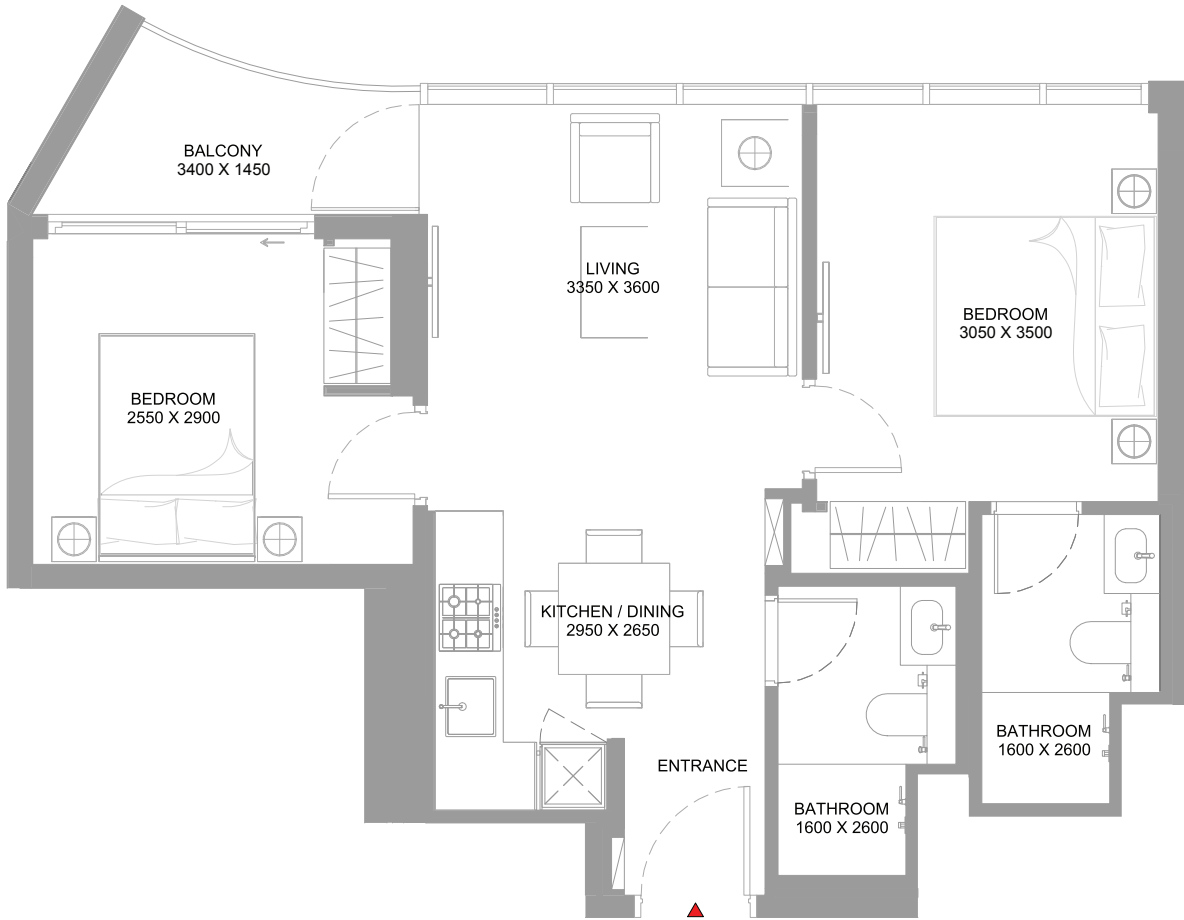 BALCONY
3400 X 1450
LIVING
3350 X 3600
BEDROOM
3050 X 3500
BEDROOM
2550 X 2900
KITCHEN / DINING
2950 X 2650
ENTRANCE
BATHROOM
1600 X 2600
BATHROOM
1600 X 2600